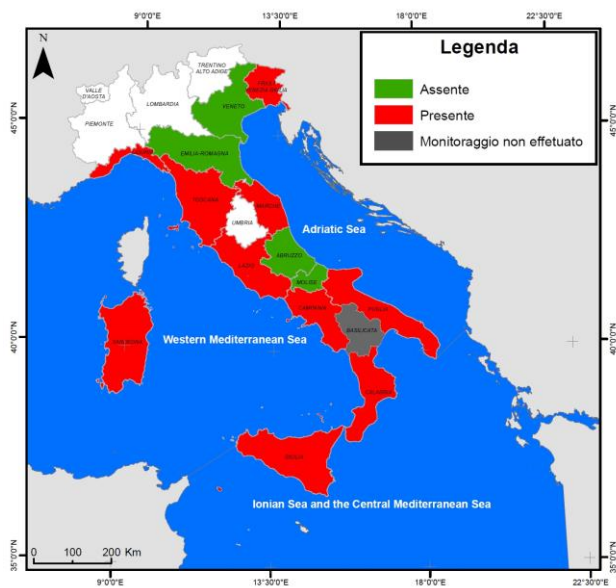 9°0'0"E 13°30'0"E 18°0'0"E 22°30'0"E
N
Legenda
Assente
Presente
Monitoraggio non effetuato
TRENTINO
ALTO ADIGE
VALLE
D'AOSTA
LOMBARDIA
VENETO
PIEMONTE
45°0'0"N
45°0'0"N
EMILIA-ROMAGNA
TOSCANA
MARCHE
UMBRIA
Adriatic Sea
ABRUZZO
LAZIO
MOLISE
CAMPANIA
PUGLIA
BASILICATA
40°0'0"N
40°0'0"N
Western Mediterranean Sea
SARDEGNA
CALABRIA
SICILIA
Ionian Sea and the Central Mediterranean Sea
0 100 200 Km
35°0'0"N
35°0'0"N
9°0'0"E 13°30'0"E 18°0'0"E 22°30'0"E